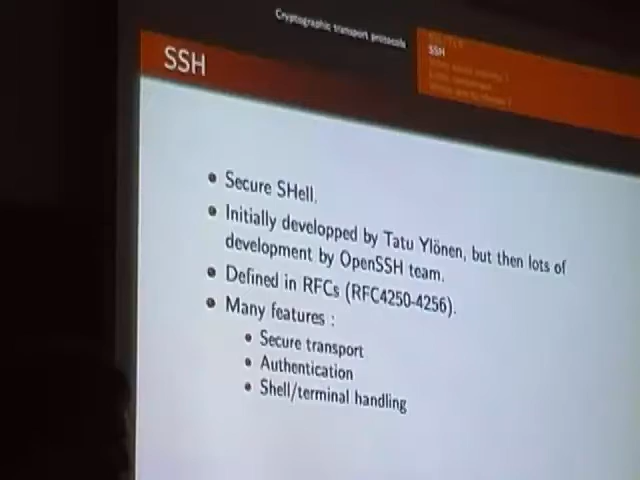 Cryptographic transport protocols
SSH
SSH
• Secure SHell.
• Initially developped by Tatu Ylönen, but then lots of
development by OpenSSH team.
• Defined in RFCs (RFC4250-4256).
• Many features :
• Secure transport
• Authentication
• Shell/terminal handling